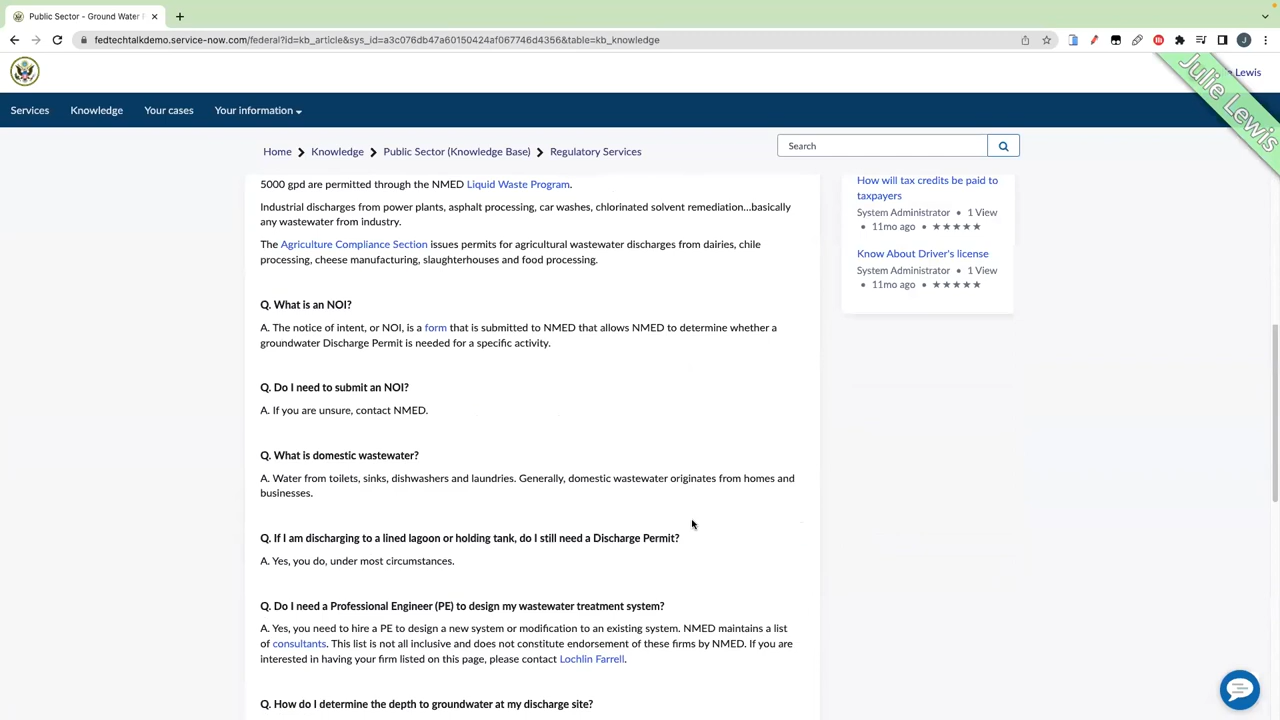 Public Sector - Ground Water
fedtechtalkdemo.service-now.com/federal?id=kb_article&sys_id=a3c076db47a60150424af067746d4356&table=kb_knowledge
J
Lewis
Julie Lewis
Services Knowledge Your cases Your information
Home Knowledge Public Sector (Knowledge Base) Regulatory Services
Search
5000 gpd are permitted through the NMED Liquid Waste Program.
Industrial discharges from power plants, asphalt processing, car washes, chlorinated solvent remediation...basically
any wastewater from industry.
The Agriculture Compliance Section issues permits for agricultural wastewater discharges from dairies, chile
processing, cheese manufacturing, slaughterhouses and food processing.
Q. What is an NOI?
A. The notice of intent, or NOI, is a form that is submitted to NMED that allows NMED to determine whether a
groundwater Discharge Permit is needed for a specific activity.
Q. Do I need to submit an NOI?
A. If you are unsure, contact NMED.
Q. What is domestic wastewater?
A. Water from toilets, sinks, dishwashers and laundries. Generally, domestic wastewater originates from homes and
businesses.
Q. If I am discharging to a lined lagoon or holding tank, do I still need a Discharge Permit?
A. Yes, you do, under most circumstances.
Q. Do I need a Professional Engineer (PE) to design my wastewater treatment system?
A. Yes, you need to hire a PE to design a new system or modification to an existing system. NMED maintains a list
of consultants. This list is not all inclusive and does not constitute endorsement of these firms by NMED. If you are
interested in having your firm listed on this page, please contact Lochlin Farrell.
Q. How do I determine the depth to groundwater at my discharge site?
How will tax credits be paid to
taxpayers
System Administrator • 1 View
• 11mo ago • ★★★★★
Know About Driver's license
System Administrator • 1 View
• 11mo ago • ★★★★★